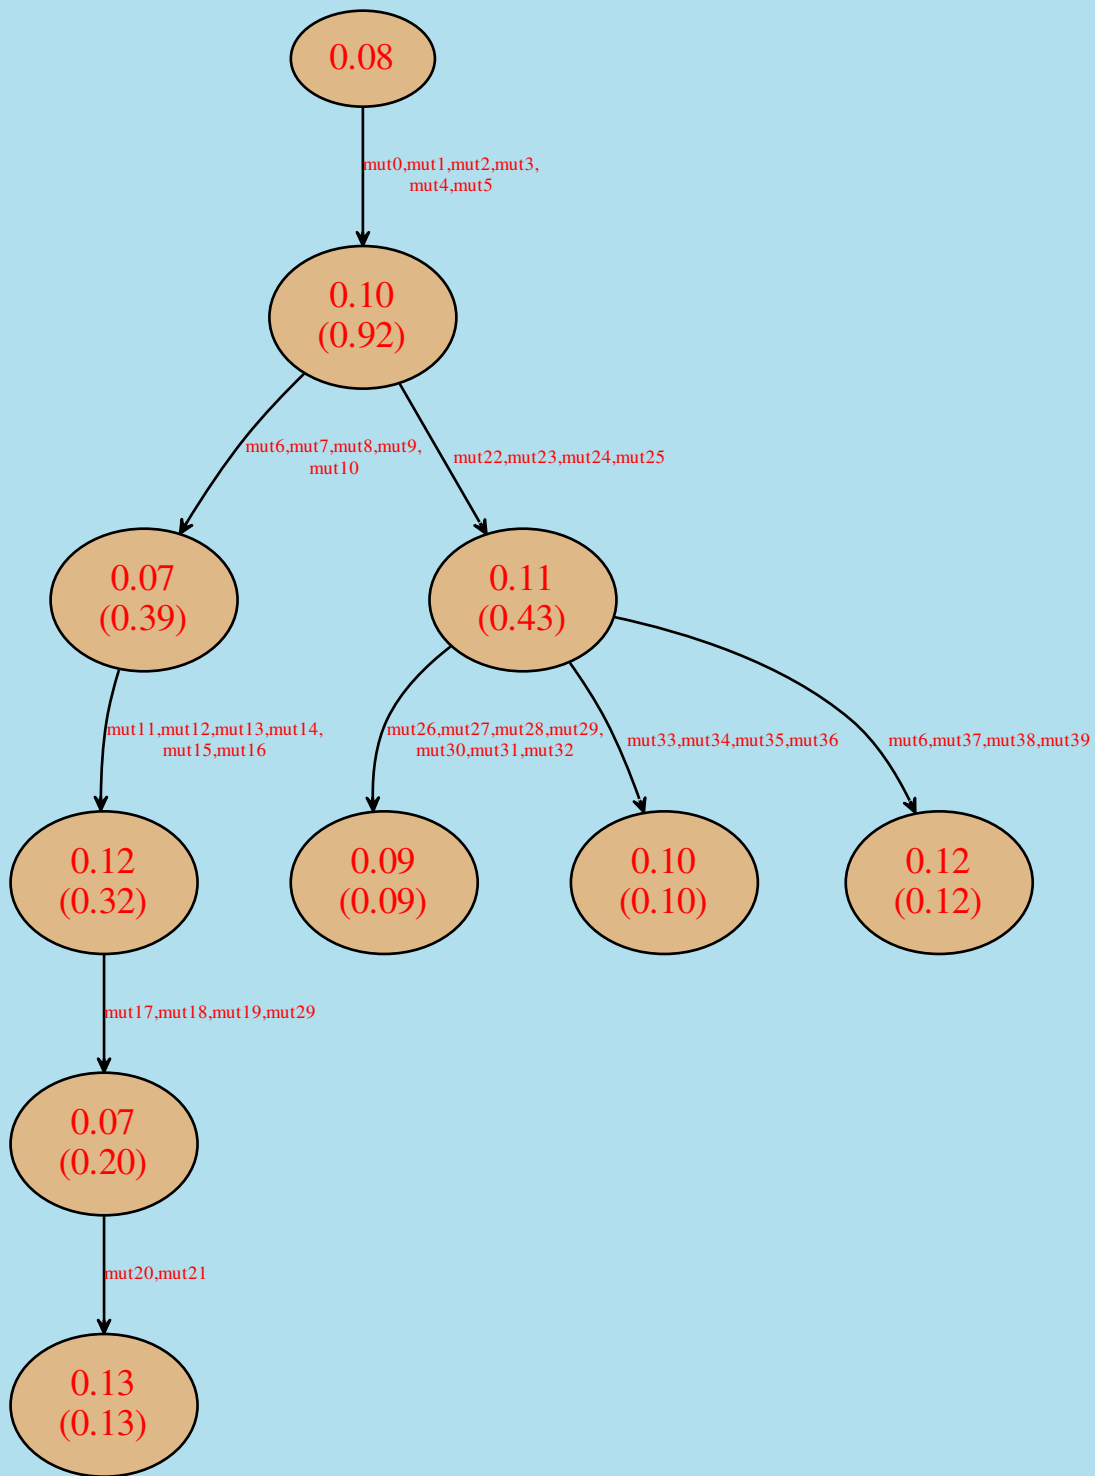 0.08
mut0,mut1,mut2,mut3,
mut4,mut5
0.10
(0.92)
mut6,mut7,mut8,mut9,
mut10
mut22,mut23,mut24,mut25
0.07
(0.39)
0.11
(0.43)
mut11,mut12,mut13,mut14,
mut15,mut16
mut26,mut27,mut28,mut29,
mut30,mut31,mut32
mut33,mut34,mut35,mut36
mut6,mut37,mut38,mut39
0.12
(0.32)
0.09
(0.09)
0.10
(0.10)
0.12
(0.12)
mut17,mut18,mut19,mut29
0.07
(0.20)
mut20,mut21
0.13
(0.13)